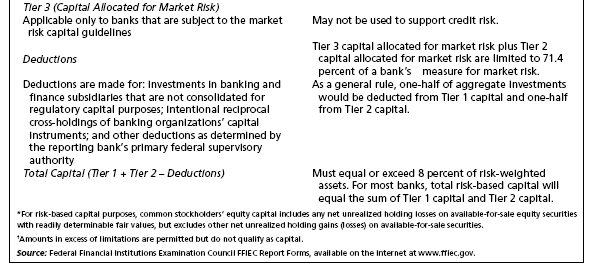 Tier 3 (Capital Allocated for Market Risk)
Applicable only to banks that are subject to the market
risk capital guidelines
May not be used to support credit risk.
Tier 3 capital allocated for market risk plus Tier 2
capital allocated for market risk are limited to 71.4
percent of a bank's measure for market risk.
Deductions
Deductions are made for: investments in banking and
finance subsidiaries that are not consolidated for
regulatory capital purposes; intentional reciprocal
cross-holdings of banking organizations' capital
instruments; and other deductions as determined by
the reporting bank's primary federal supervisory
authority
As a general rule, one-half of aggregate investments
would be deducted from Tier 1 capital and one-half
from Tier 2 capital.
Total Capital (Tier 1 + Tier 2 – Deductions)
Must equal or exceed 8 percent of risk-weighted
assets. For most banks, total risk-based capital will
equal the sum of Tier 1 capital and Tier 2 capital.
*For risk-based capital purposes, common stockholders' equity capital includes any net unrealized holding losses on available-for-sale equity securities
with readily determinable fair values, but excludes other net unrealized holding gains (losses) on available-for-sale securities.
†Amounts in excess of limitations are permitted but do not qualify as capital.
Source: Federal Financial Institutions Examination Council FFIEC Report Forms, available on the Internet at www.ffiec.gov.